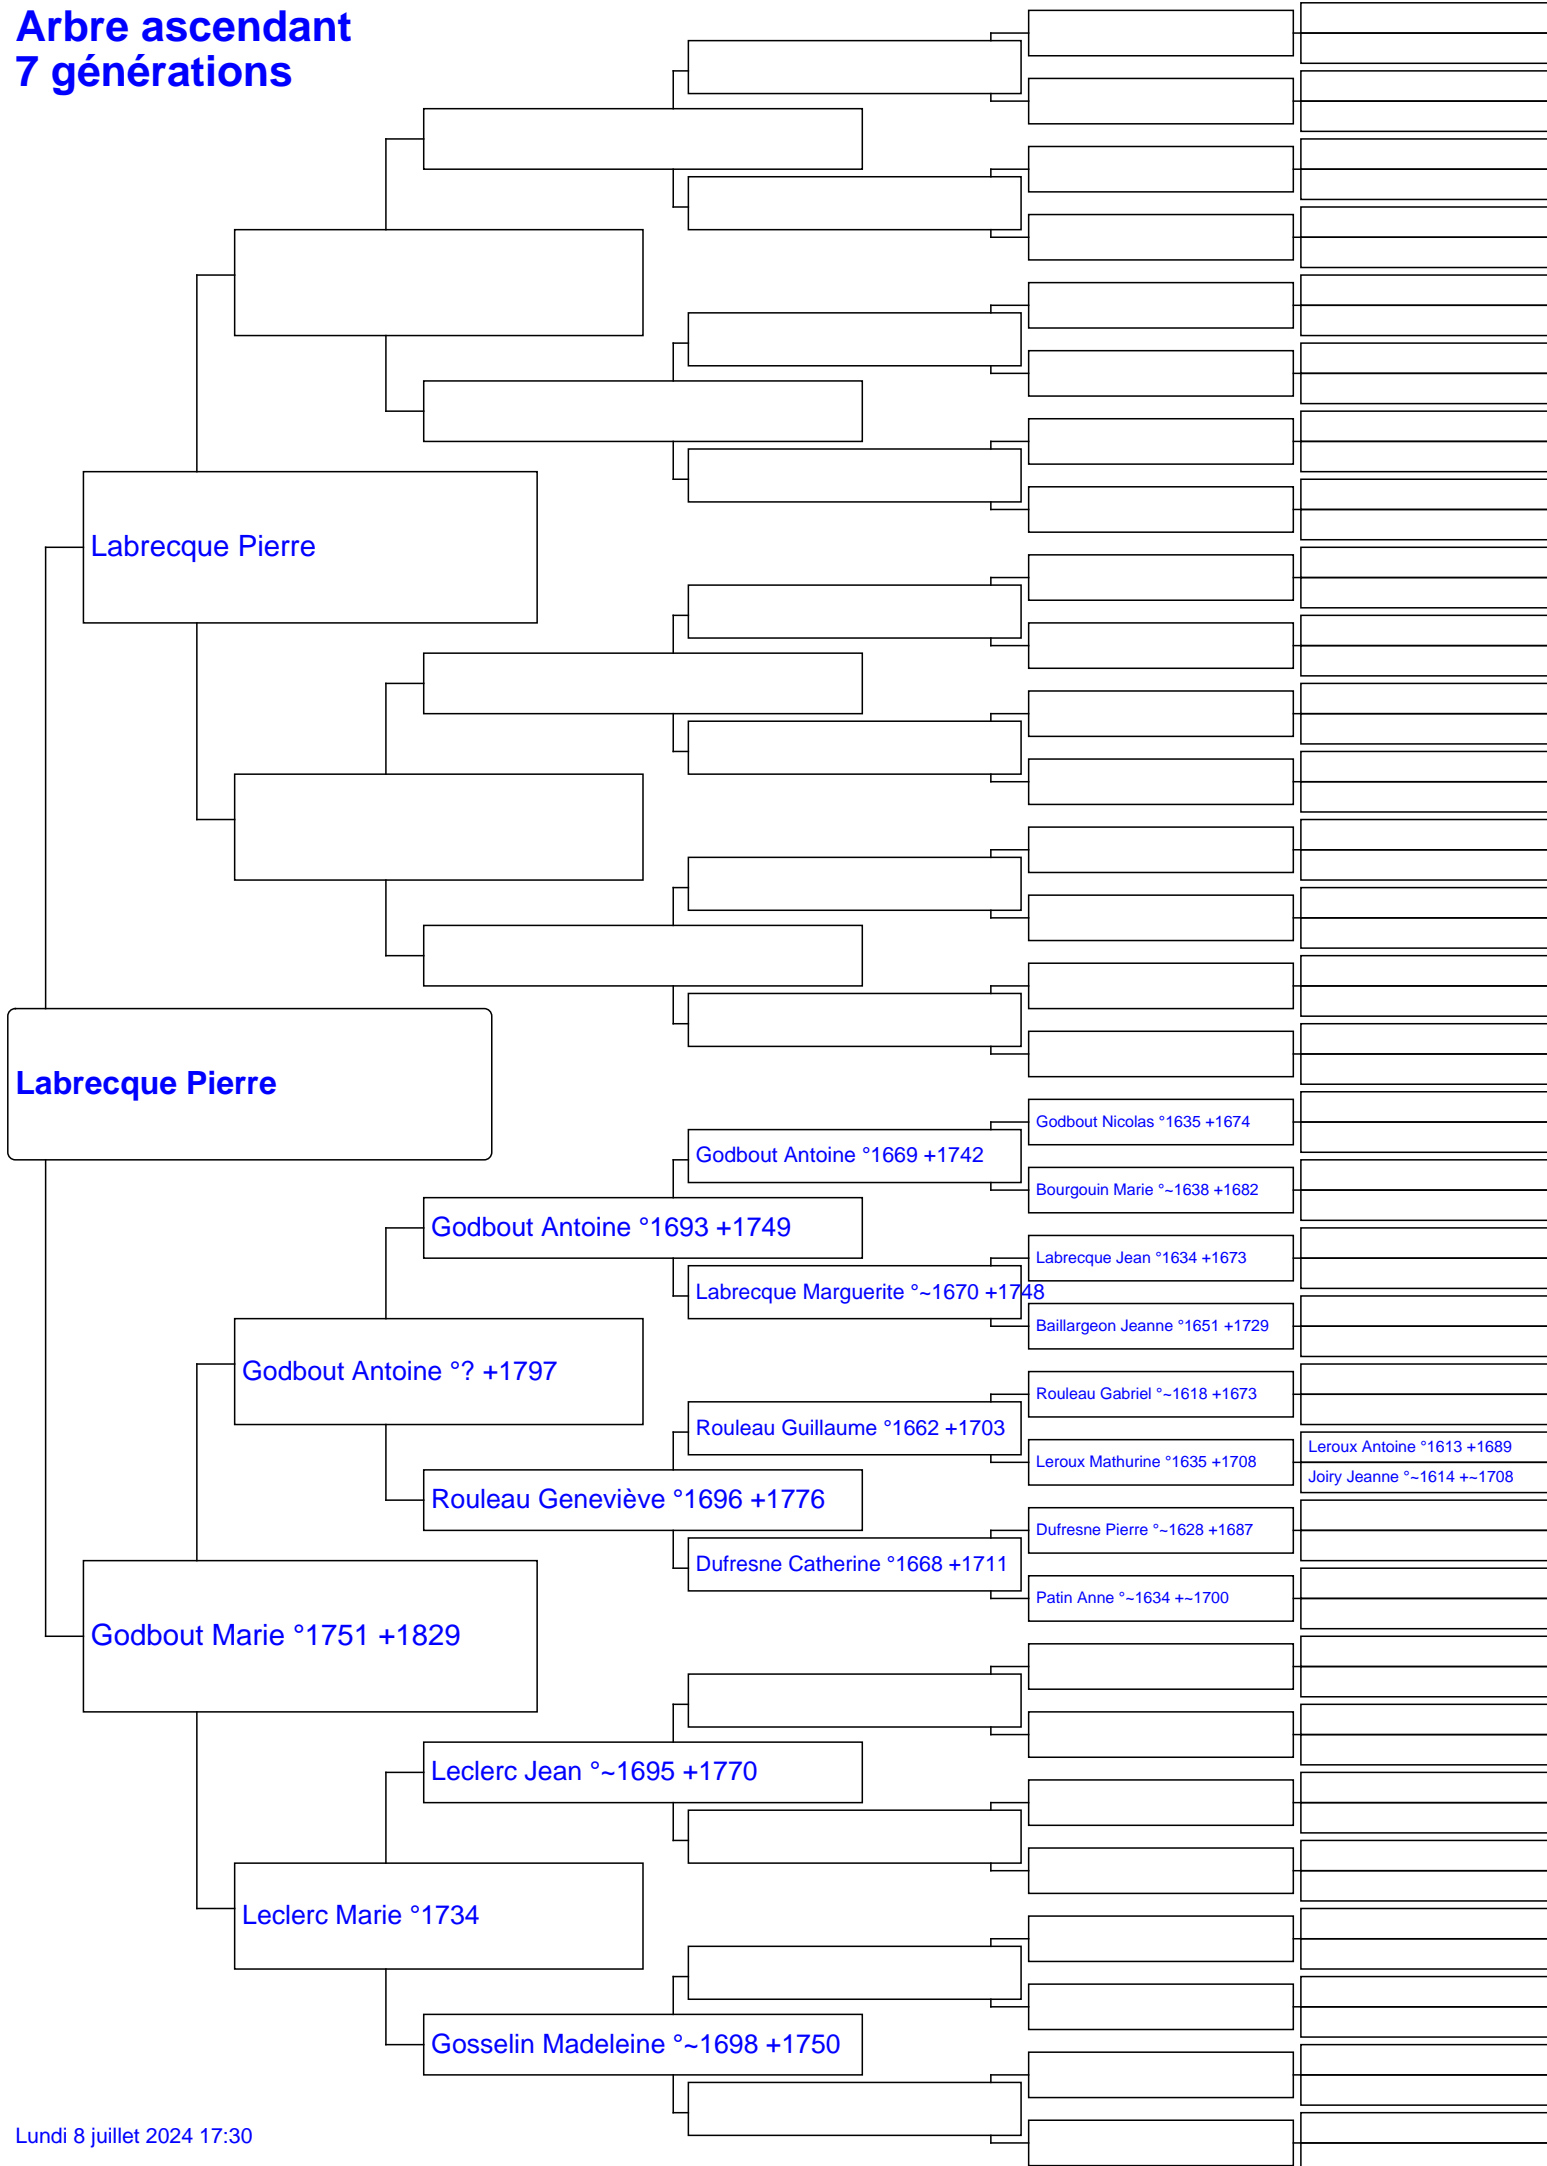 Arbre ascendant
7 générations
Labrecque Pierre
Labrecque Pierre
Godbout Nicolas °1635 +1674
Godbout Antoine °1669 +1742
Bourgouin Marie °~1638 +1682
Godbout Antoine °1693 +1749
Labrecque Jean °1634 +1673
Labrecque Marguerite °~1670 +1748
Baillargeon Jeanne °1651 +1729
Godbout Antoine °? +1797
Rouleau Gabriel °~1618 +1673
Rouleau Guillaume °1662 +1703
Leroux Antoine °1613 +1689
Leroux Mathurine °1635 +1708
Joiry Jeanne °~1614 +~1708
Rouleau Geneviève °1696 +1776
Dufresne Pierre °~1628 +1687
Dufresne Catherine °1668 +1711
Patin Anne °~1634 +~1700
Godbout Marie °1751 +1829
Leclerc Jean °~1695 +1770
Leclerc Marie °1734
Gosselin Madeleine °~1698 +1750
Lundi 8 juillet 2024 17:30